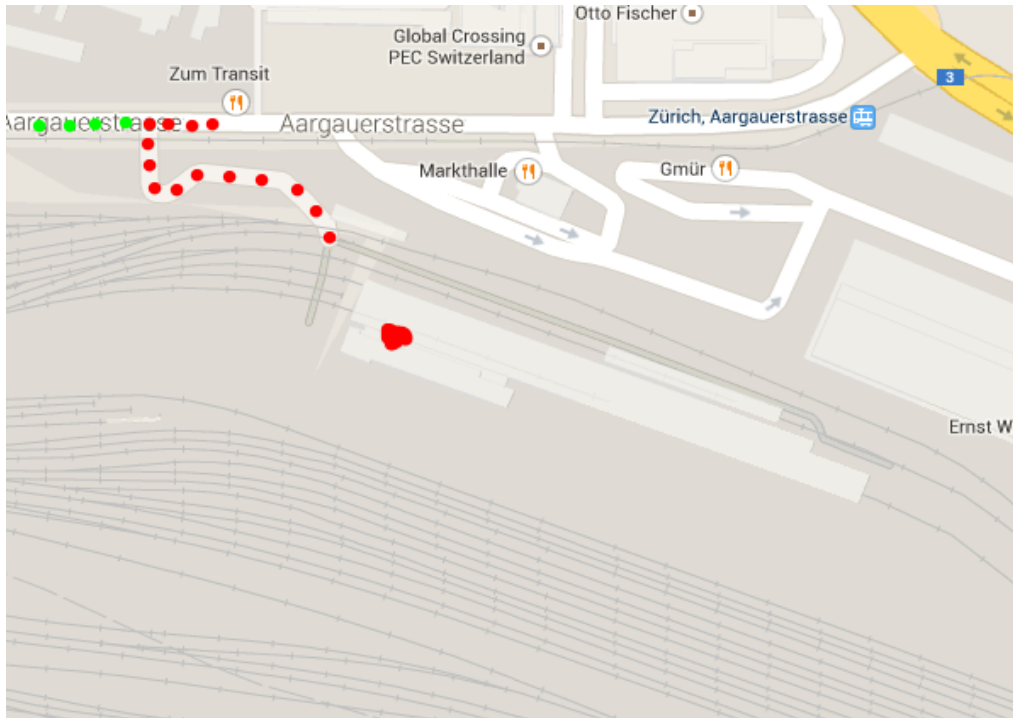 Otto Fischer
Global Crossing
PEC Switzerland
Zum Transit
3
Aargauerstrasse
Aargauerstrasse
Zürich, Aargauerstrasse
Markthalle
Gmür
Ernst W